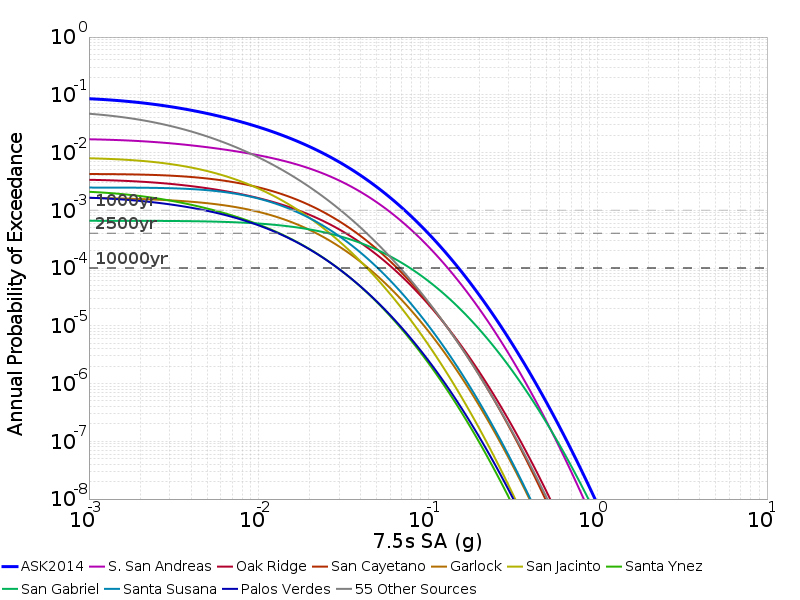 10^0
10^-1
10^-2
10^-3
10^-4
10^-5
10^-6
10^-7
10^-8
Annual Probability of Exceedance
1000yr
2500yr
10000yr
10^-3 10^-2 10^-1 10^0 10^1
7.5s SA (g)
ASK2014 S. San Andreas Oak Ridge San Cayetano Garlock San Jacinto Santa Ynez
San Gabriel Santa Susana Palos Verdes 55 Other Sources